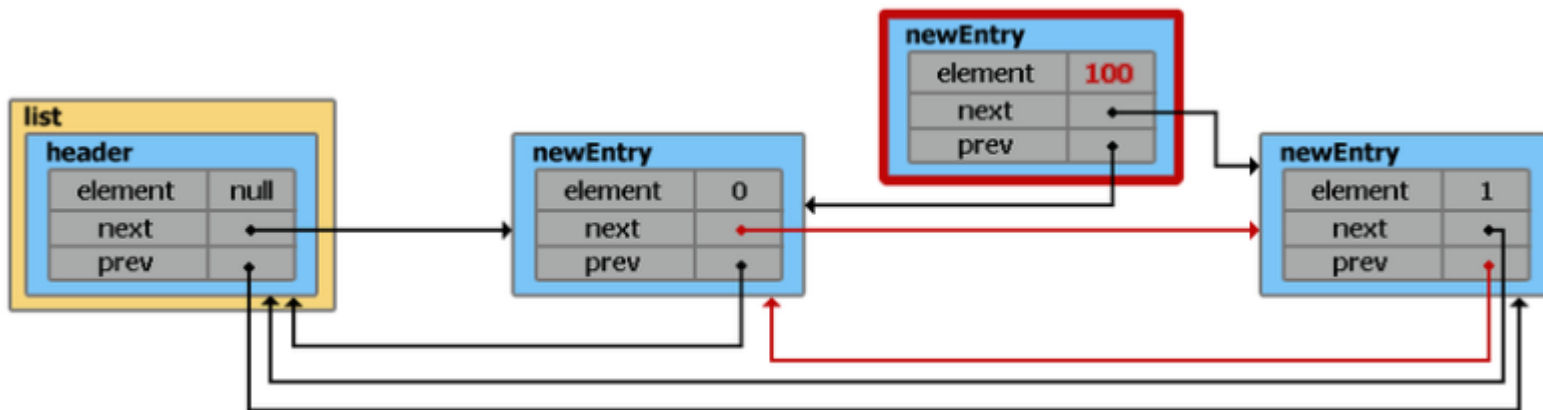 newEntry
element 100
next
prev
list
header
element null
next
prev
newEntry
element 0
next
prev
newEntry
element 1
next
prev